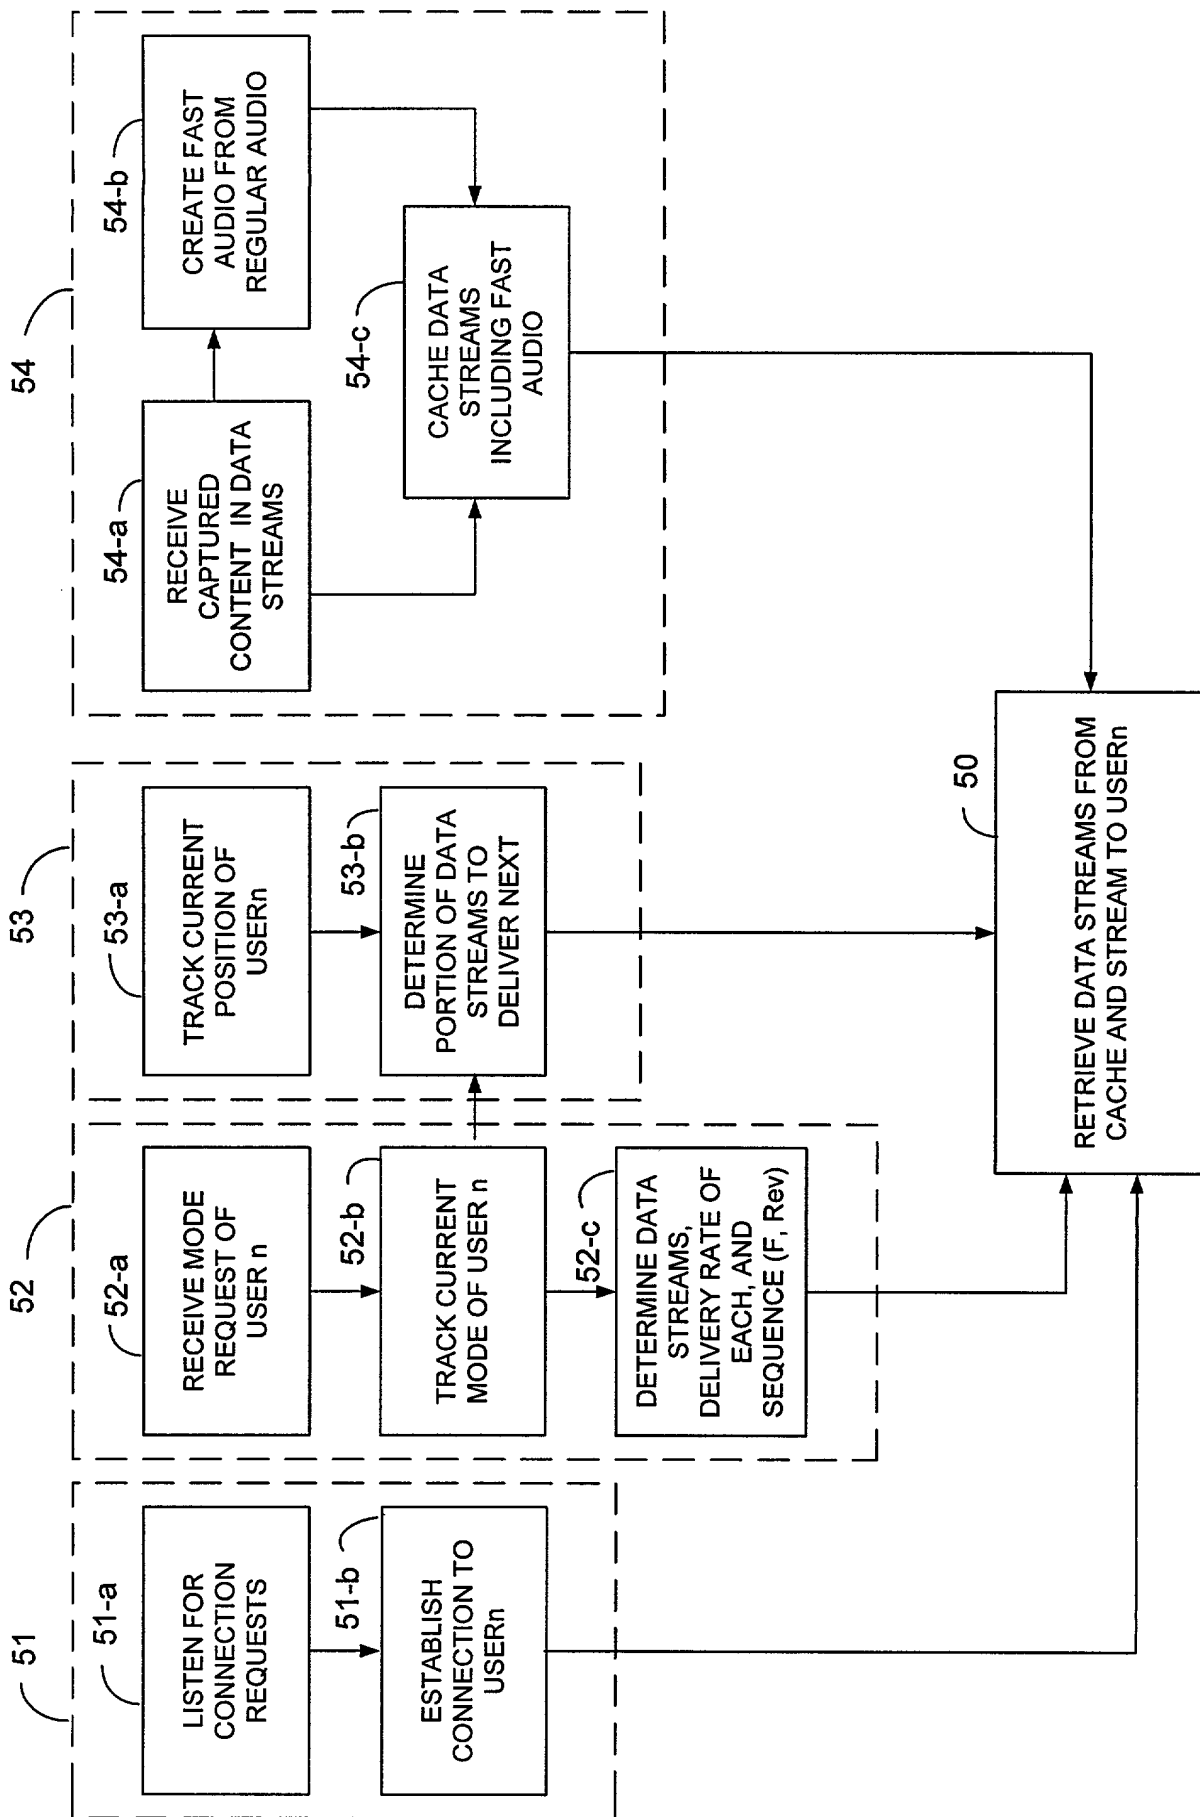 51
51-a
LISTEN FOR
CONNECTION
REQUESTS
51-b
ESTABLISH
CONNECTION TO
USERn
52
52-a
RECEIVE MODE
REQUEST OF
USER n
52-b
TRACK CURRENT
MODE OF USER n
52-c
DETERMINE DATA
STREAMS,
DELIVERY RATE OF
EACH, AND
SEQUENCE (F, Rev)
53
53-a
TRACK CURRENT
POSITION OF
USERn
53-b
DETERMINE
PORTION OF DATA
STREAMS TO
DELIVER NEXT
54
54-a
RECEIVE
CAPTURED
CONTENT IN DATA
STREAMS
54-b
CREATE FAST
AUDIO FROM
REGULAR AUDIO
54-c
CACHE DATA
STREAMS
INCLUDING FAST
AUDIO
50
RETRIEVE DATA STREAMS FROM
CACHE AND STREAM TO USERn